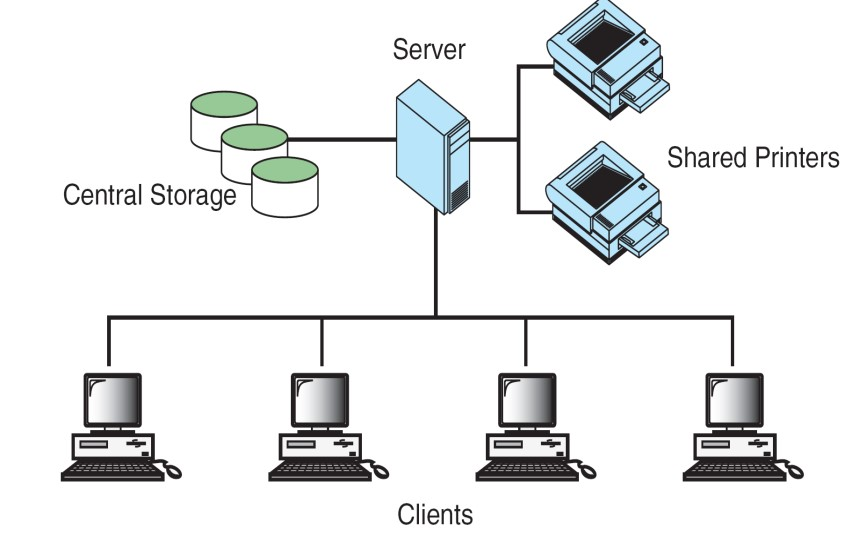 Server
Shared Printers
Central Storage
Clients